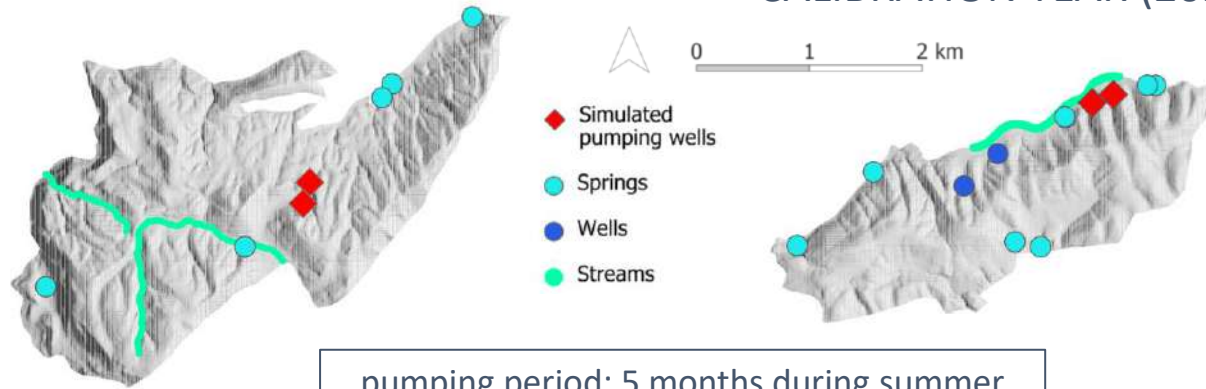 0 1 2 km
Simulated
pumping wells
Springs
Wells
Streams
pumping period: 5 months during summer